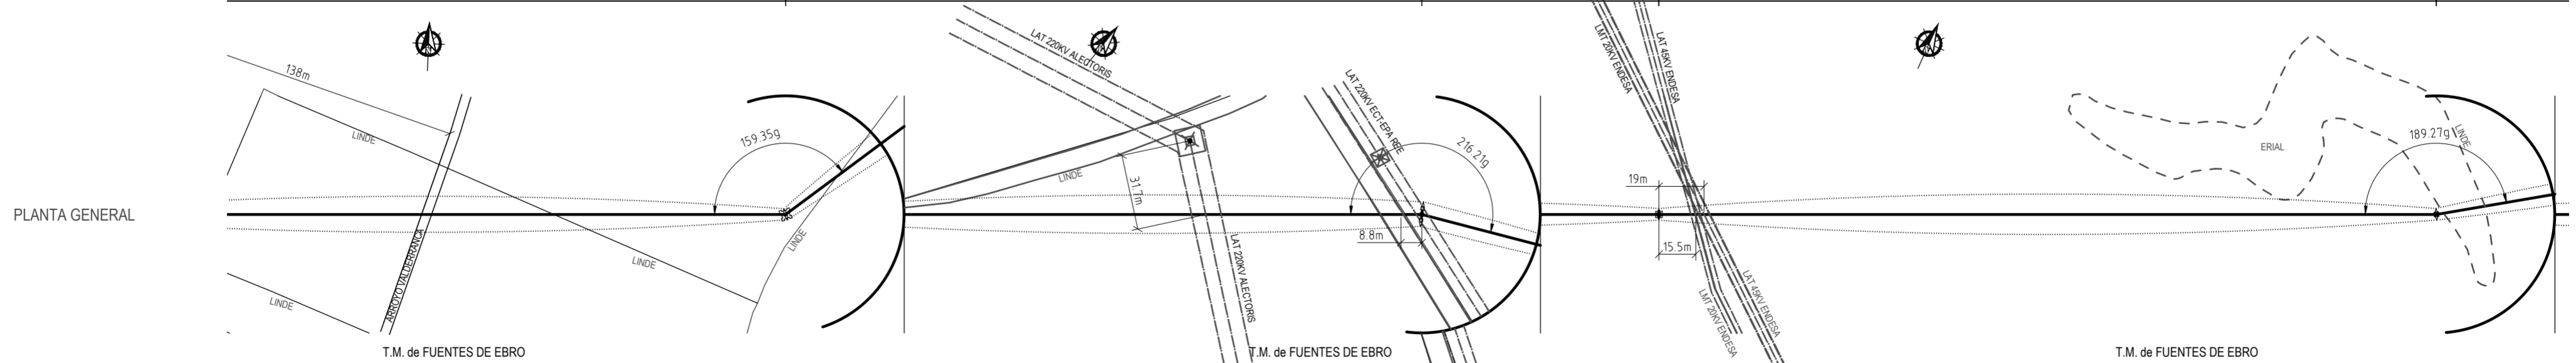 PLANTA GENERAL
138m
LINDE
ARROYO VALDERRANCA
LINDE
LINDE
159.35g
LINDE
T.M. de FUENTES DE EBRO
LAT 220KV ALECTORIS
LINDE
31.7m
LAT 220KV ALECTORIS
LAT 220KV ECT-EPA REE
216.21g
8.8m
T.M. de FUENTES DE EBRO
LMT 20KV ENDESA
LAT 45KV ENDESA
19m
15.5m
LMT 20KV ENDESA
LAT 45KV ENDESA
ERIAL
189.27g
LINDE
T.M. de FUENTES DE EBRO